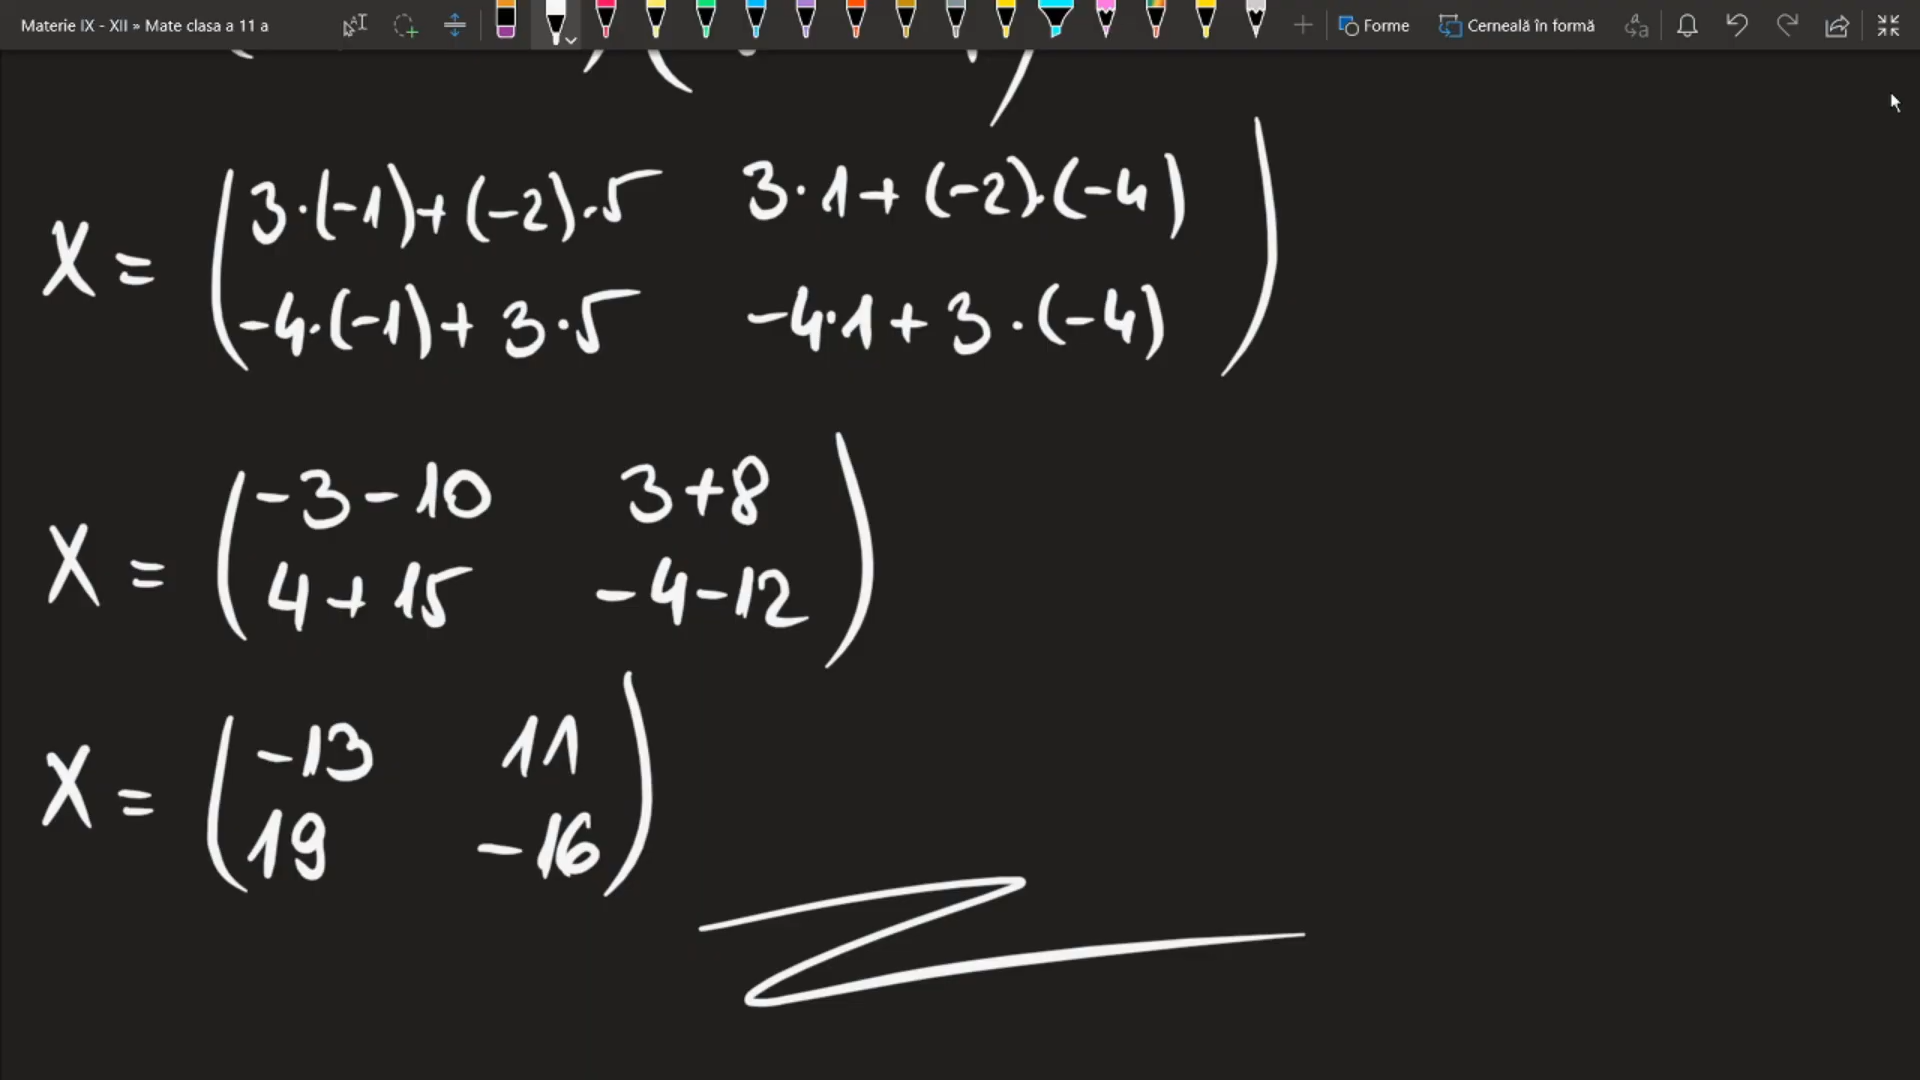 Materie IX - XII » Mate clasa a 11 a Forme Cerneală în formă
X = ( 3·(-1)+(-2)·5 3·1+(-2)·(-4)
-4·(-1)+3·5 -4·1+3·(-4) )
X = ( -3-10 3+8
4+15 -4-12 )
X = ( -13 11
19 -16 )